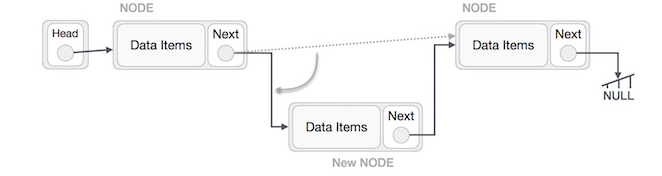 NODE
NODE
Head
Data Items
Next
Data Items
Next
NULL
Data Items
Next
New NODE